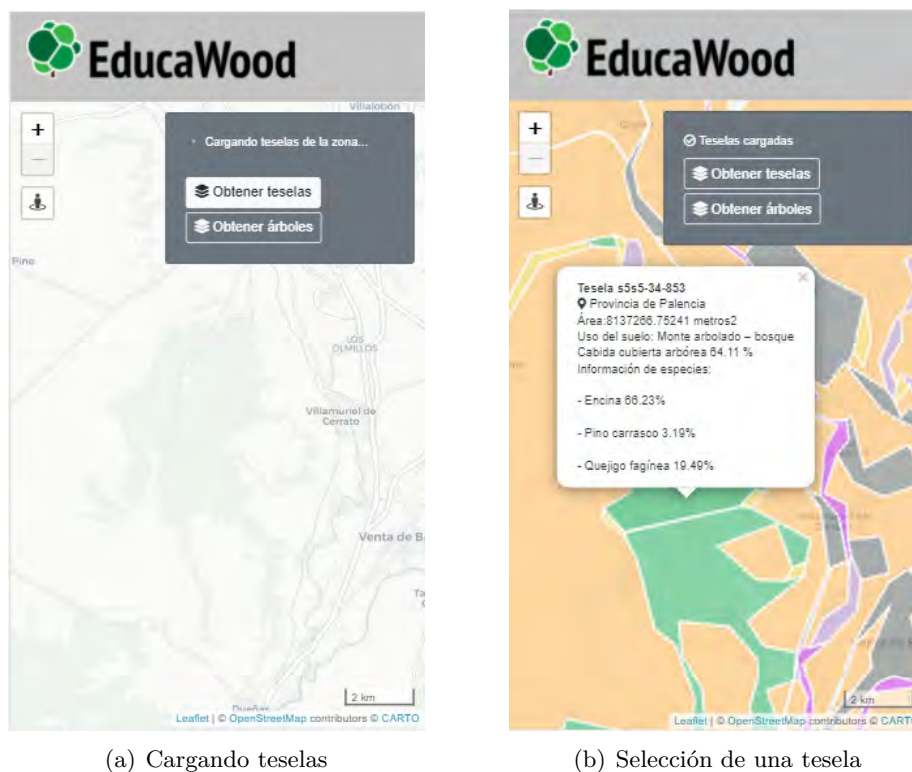 EducaWood
Villalobón
+
Cargando teselas de la zona...
Obtener teselas
Obtener árboles
Pino
LOS
OLMILLOS
Villamuriel de
Cerrato
Venta de B
Ta
Dueñas
2 km
Leaflet | © OpenStreetMap contributors © CARTO
(a) Cargando teselas
EducaWood
+
Teselas cargadas
Obtener teselas
Obtener árboles
×
Tesela s5s5-34-853
Provincia de Palencia
Área:8137266.75241 metros2
Uso del suelo: Monte arbolado – bosque
Cabida cubierta arbórea 64.11 %
Información de especies:
- Encina 66.23%
- Pino carrasco 3.19%
- Quejigo fagínea 19.49%
2 km
Leaflet | © OpenStreetMap contributors © CART
(b) Selección de una tesela